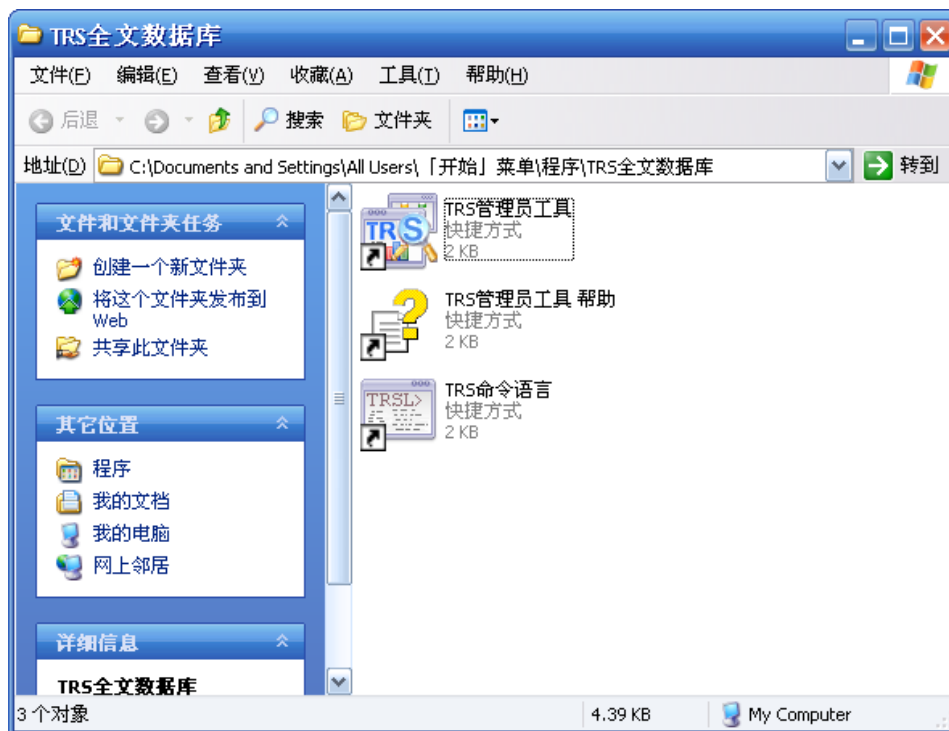 TRS全文数据库
文件(F) 编辑(E) 查看(V) 收藏(A) 工具(T) 帮助(H)
后退 搜索 文件夹
地址(D) C:\Documents and Settings\All Users\「开始」菜单\程序\TRS全文数据库 转到
文件和文件夹任务
创建一个新文件夹
将这个文件夹发布到
Web
共享此文件夹
其它位置
程序
我的文档
我的电脑
网上邻居
详细信息
TRS全文数据库
TRS
TRS管理员工具
快捷方式
2 KB
TRS管理员工具 帮助
快捷方式
2 KB
TRSL>
TRS命令语言
快捷方式
2 KB
3 个对象 4.39 KB My Computer